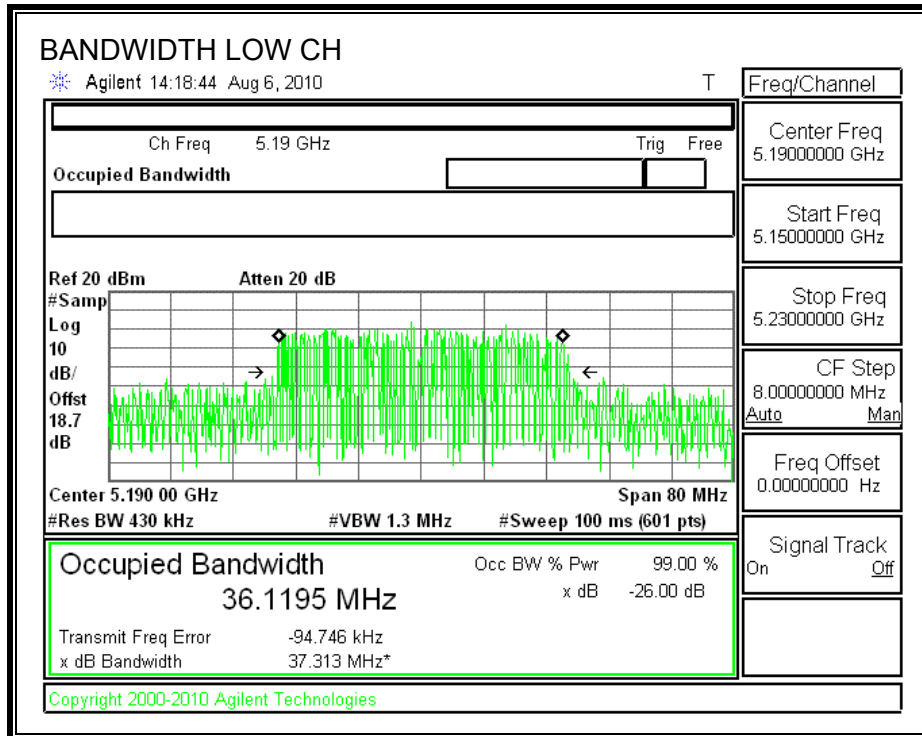 BANDWIDTH LOW CH
Agilent 14:18:44 Aug 6, 2010 T
Freq/Channel
Ch Freq 5.19 GHz Trig Free
Occupied Bandwidth
Center Freq
5.19000000 GHz
Start Freq
5.15000000 GHz
Stop Freq
5.23000000 GHz
CF Step
8.00000000 MHz
Auto Man
Freq Offset
0.00000000 Hz
Signal Track
On Off
Ref 20 dBm Atten 20 dB
#Samp
Log
10
dB/
Offst
18.7
dB
Center 5.190 00 GHz Span 80 MHz
#Res BW 430 kHz #VBW 1.3 MHz #Sweep 100 ms (601 pts)
Occupied Bandwidth Occ BW % Pwr 99.00 %
36.1195 MHz x dB -26.00 dB
Transmit Freq Error -94.746 kHz
x dB Bandwidth 37.313 MHz*
Copyright 2000-2010 Agilent Technologies